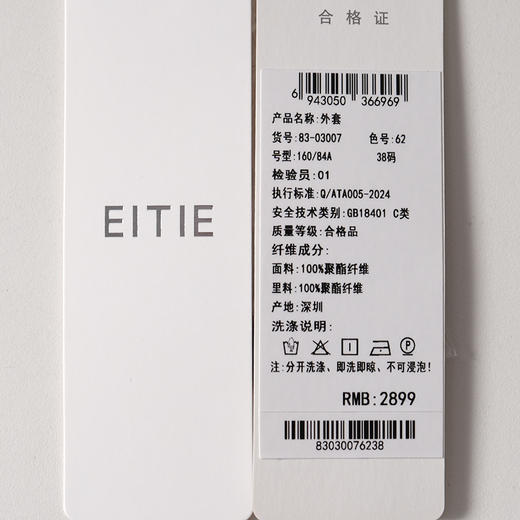 EITIE
合格证
6 943050 366969
产品名称:外套
货号:83-03007 色号:62
号型:160/84A 38码
检验员:01
执行标准:Q/ATA005-2024
安全技术类别:GB18401 C类
质量等级:合格品
纤维成分:
面料:100%聚酯纤维
里料:100%聚酯纤维
产地:深圳
洗涤说明:
P
注:分开洗涤、即洗即晾、不可浸泡!
RMB:2899
83030076238